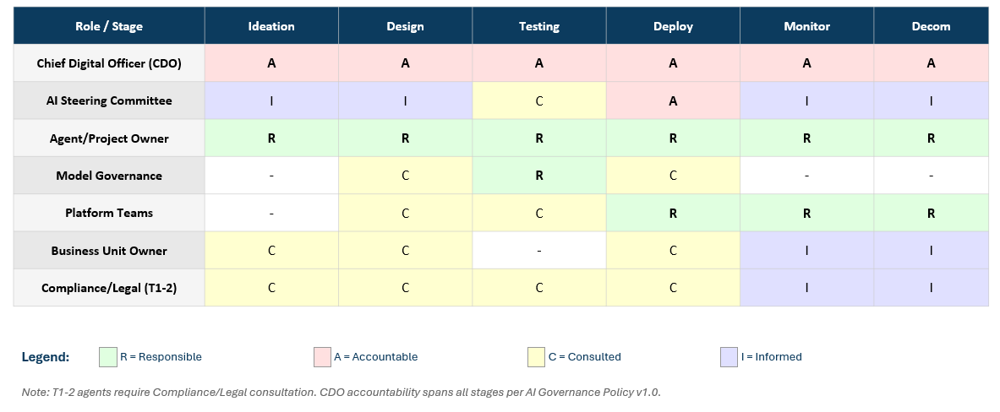 Role / Stage Ideation Design Testing Deploy Monitor Decom
Chief Digital Officer (CDO) A A A A A A
AI Steering Committee I I C A I I
Agent/Project Owner R R R R R R
Model Governance - C R C - -
Platform Teams - C C R R R
Business Unit Owner C C - C I I
Compliance/Legal (T1-2) C C C C I I
Legend: R = Responsible A = Accountable C = Consulted I = Informed
Note: T1-2 agents require Compliance/Legal consultation. CDO accountability spans all stages per AI Governance Policy v1.0.